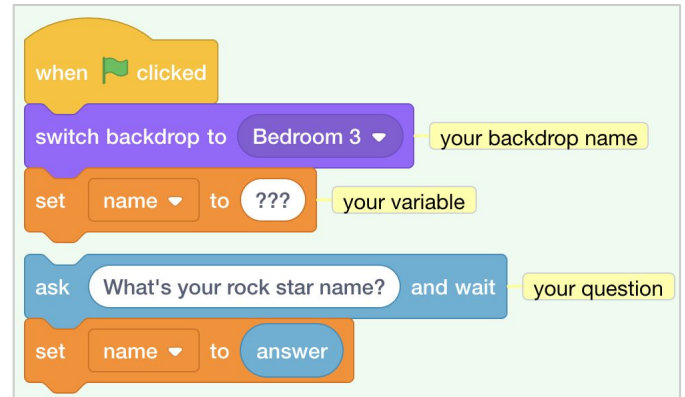 when clicked
switch backdrop to Bedroom 3 your backdrop name
set name to ??? your variable
ask What's your rock star name? and wait your question
set name to answer